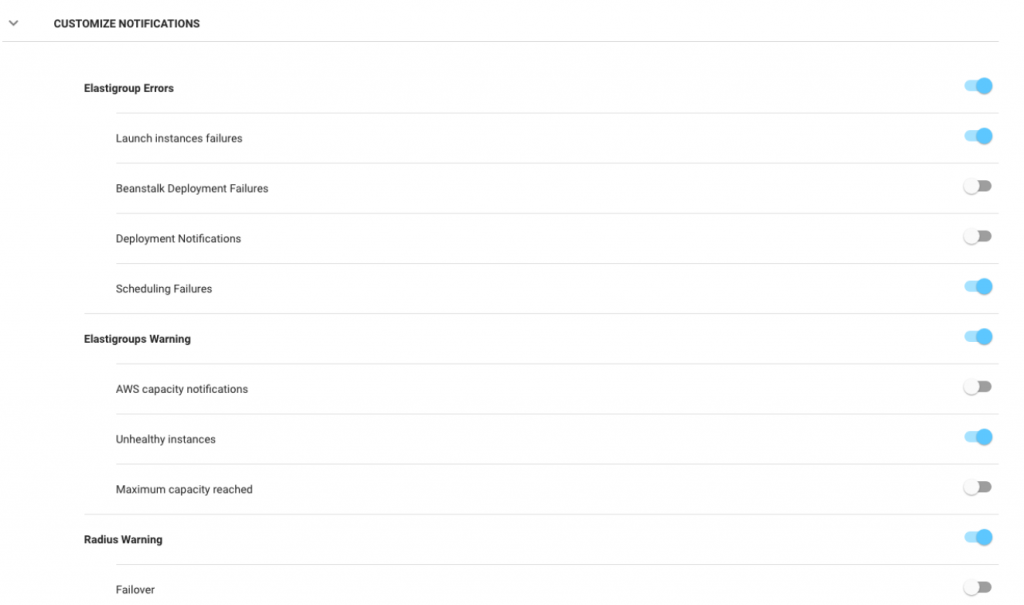 CUSTOMIZE NOTIFICATIONS
Elastigroup Errors
Launch instances failures
Beanstalk Deployment Failures
Deployment Notifications
Scheduling Failures
Elastigroups Warning
AWS capacity notifications
Unhealthy instances
Maximum capacity reached
Radius Warning
Failover